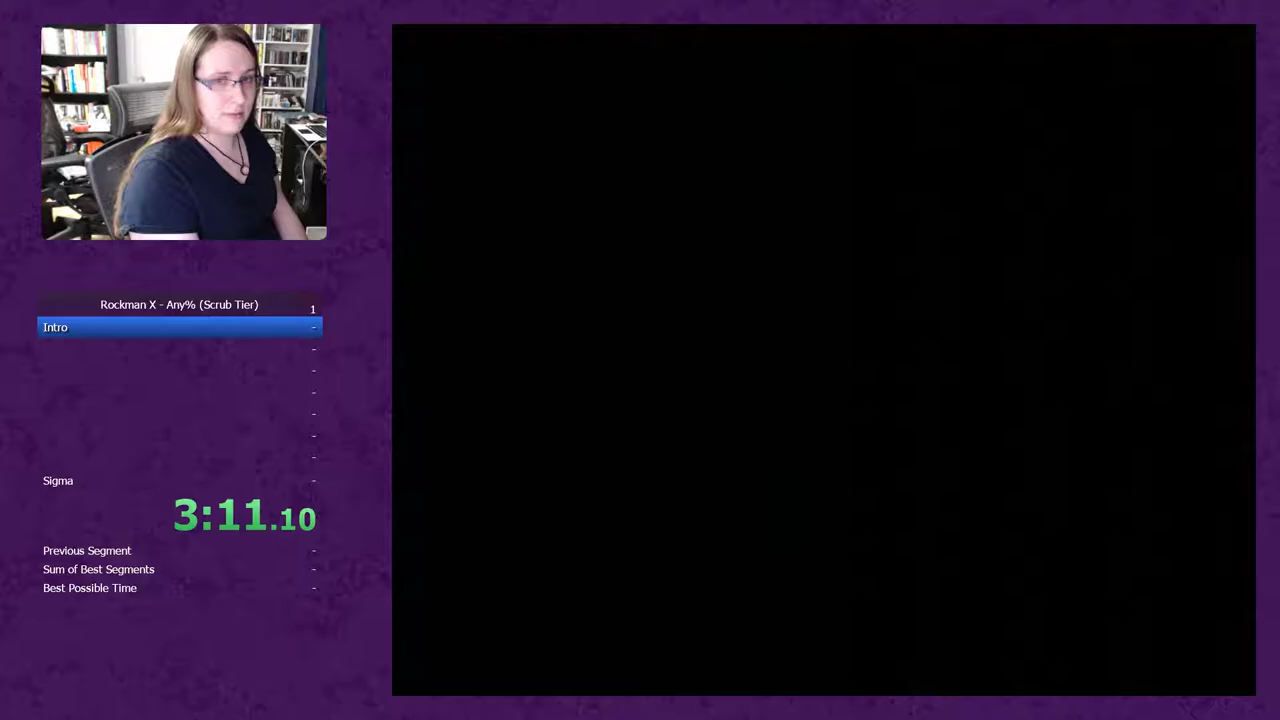 Rockman X - Any% (Scrub Tier)
1
Intro -
-
-
-
-
-
-
Sigma -
3:11.10
Previous Segment -
Sum of Best Segments -
Best Possible Time -